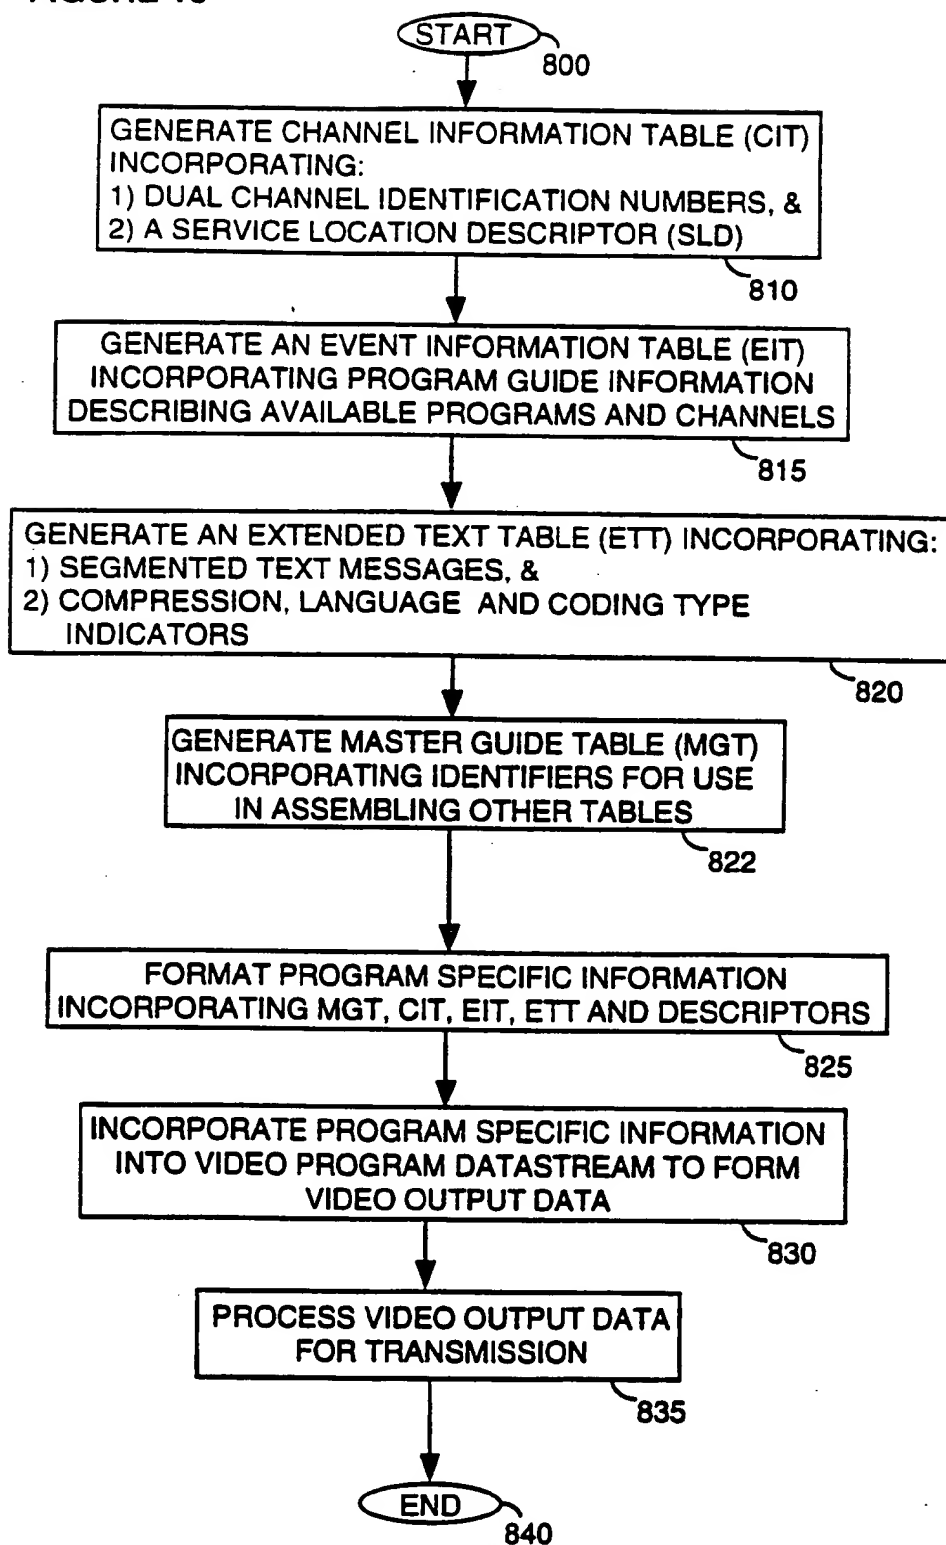 START
800
GENERATE CHANNEL INFORMATION TABLE (CIT)
INCORPORATING:
1) DUAL CHANNEL IDENTIFICATION NUMBERS, &
2) A SERVICE LOCATION DESCRIPTOR (SLD)
810
GENERATE AN EVENT INFORMATION TABLE (EIT)
INCORPORATING PROGRAM GUIDE INFORMATION
DESCRIBING AVAILABLE PROGRAMS AND CHANNELS
815
GENERATE AN EXTENDED TEXT TABLE (ETT) INCORPORATING:
1) SEGMENTED TEXT MESSAGES, &
2) COMPRESSION, LANGUAGE AND CODING TYPE
INDICATORS
820
GENERATE MASTER GUIDE TABLE (MGT)
INCORPORATING IDENTIFIERS FOR USE
IN ASSEMBLING OTHER TABLES
822
FORMAT PROGRAM SPECIFIC INFORMATION
INCORPORATING MGT, CIT, EIT, ETT AND DESCRIPTORS
825
INCORPORATE PROGRAM SPECIFIC INFORMATION
INTO VIDEO PROGRAM DATASTREAM TO FORM
VIDEO OUTPUT DATA
830
PROCESS VIDEO OUTPUT DATA
FOR TRANSMISSION
835
END
840